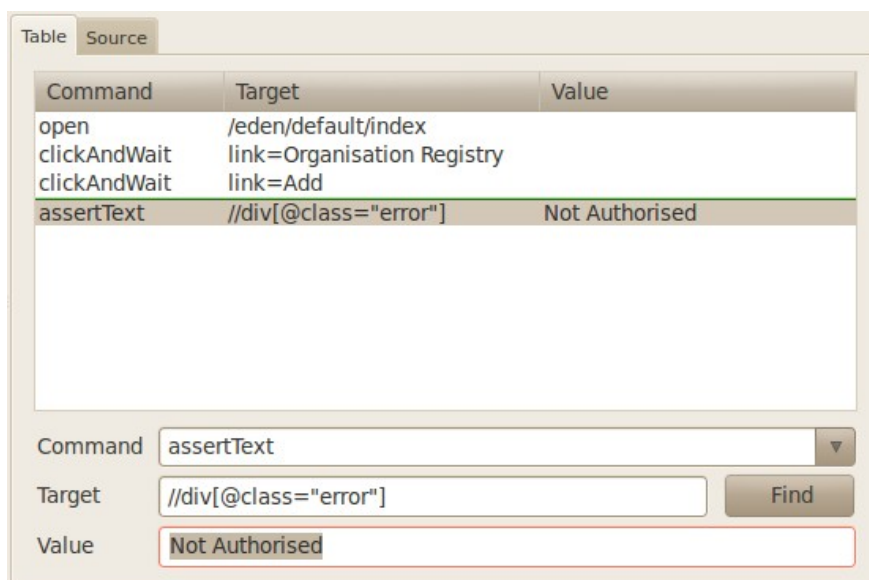 Table Source
Command Target Value
open /eden/default/index
clickAndWait link=Organisation Registry
clickAndWait link=Add
assertText //div[@class="error"] Not Authorised
Command assertText
Target //div[@class="error"] Find
Value Not Authorised